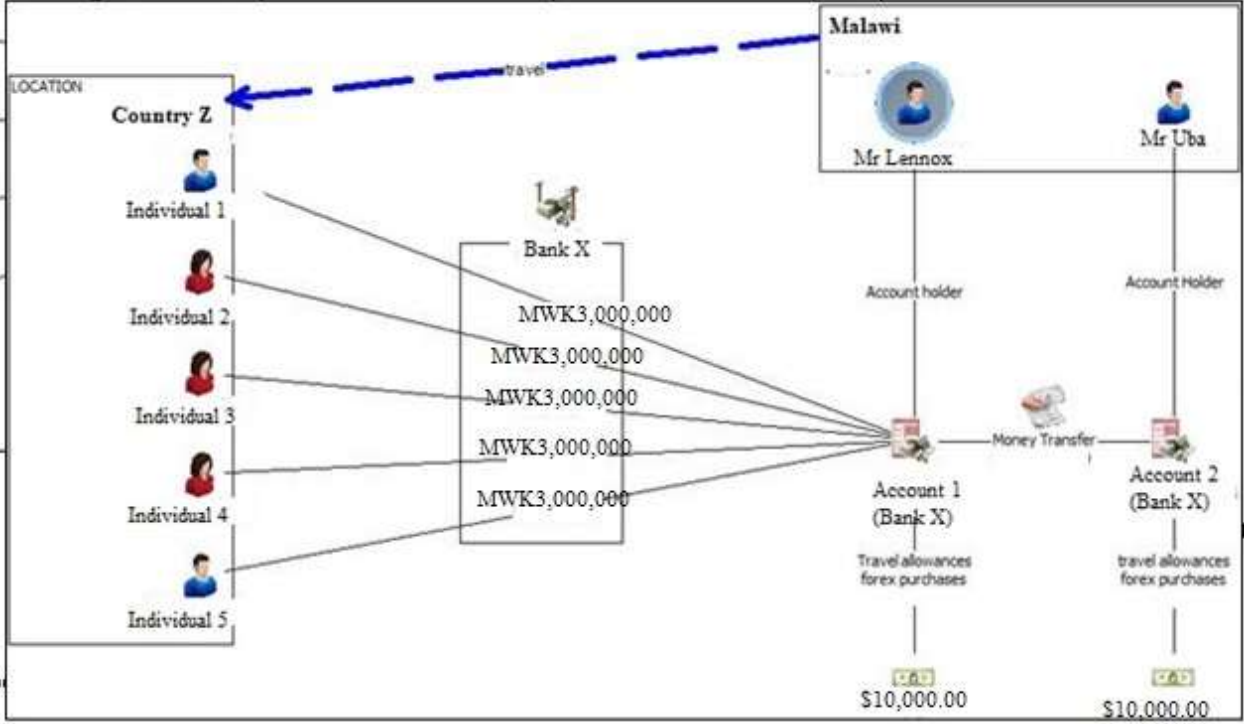 Malawi
travel
LOCATION
Country Z
Mr Lennox
Mr Uba
Individual 1
Individual 2
Individual 3
Individual 4
Individual 5
Bank X
MWK3,000,000
MWK3,000,000
MWK3,000,000
MWK3,000,000
MWK3,000,000
Account holder
Account Holder
Money Transfer
Account 1
(Bank X)
Account 2
(Bank X)
Travel allowances
forex purchases
travel allowances
forex purchases
$10,000.00
$10,000.00